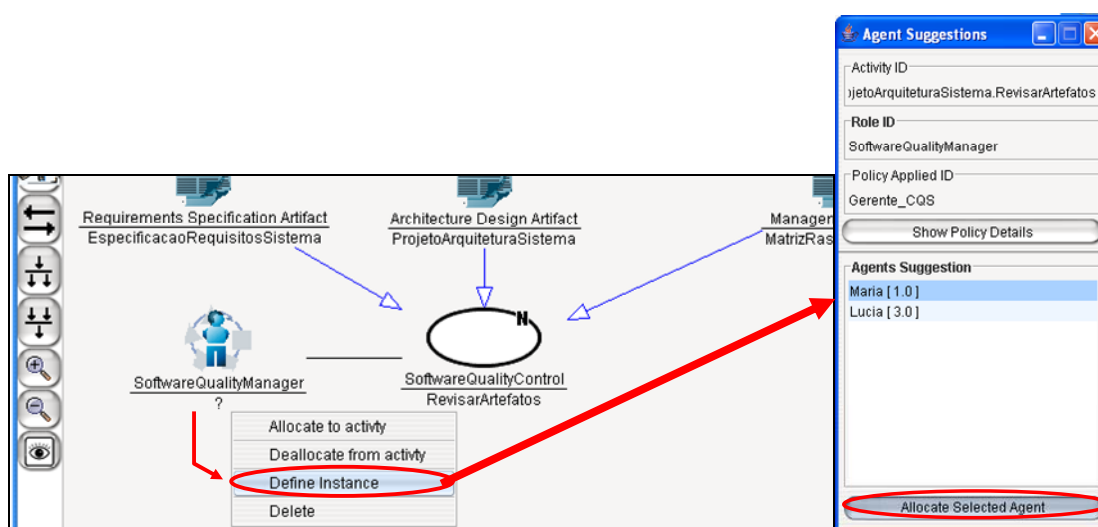 Agent Suggestions
Activity ID
ojetoArquiteturaSistema.RevisarArtefatos
Role ID
SoftwareQualityManager
Policy Applied ID
Gerente_CQS
Show Policy Details
Agents Suggestion
Maria [ 1.0 ]
Lucia [ 3.0 ]
Allocate Selected Agent
Requirements Specification Artifact
EspecificacaoRequisitosSistema
Architecture Design Artifact
ProjetoArquiteturaSistema
Manager
MatrizRas
N
SoftwareQualityManager
?
SoftwareQualityControl
RevisarArtefatos
Allocate to activty
Deallocate from activty
Define Instance
Delete